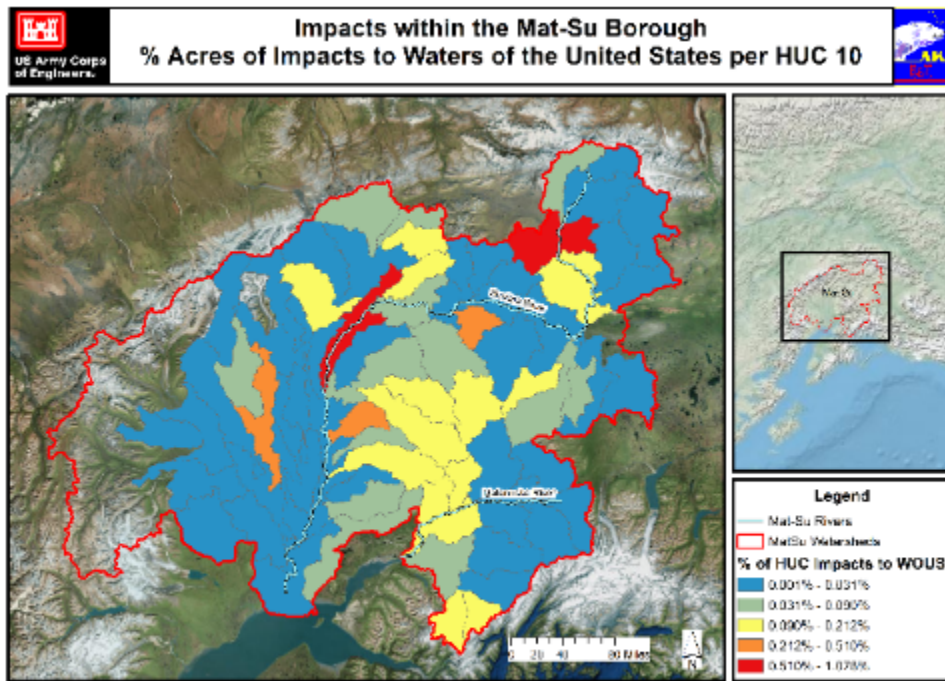 Impacts within the Mat-Su Borough
% Acres of Impacts to Waters of the United States per HUC 10
US Army Corps
of Engineers.
AK
Mat-Su
Legend
Mat-Su Rivers
MatSu Watersheds
% of HUC Impacts to WOUS
0.001% - 0.031%
0.031% - 0.090%
0.090% - 0.212%
0.212% - 0.510%
0.510% - 1.078%
Matanuska River
0 20 40 80 Miles
N